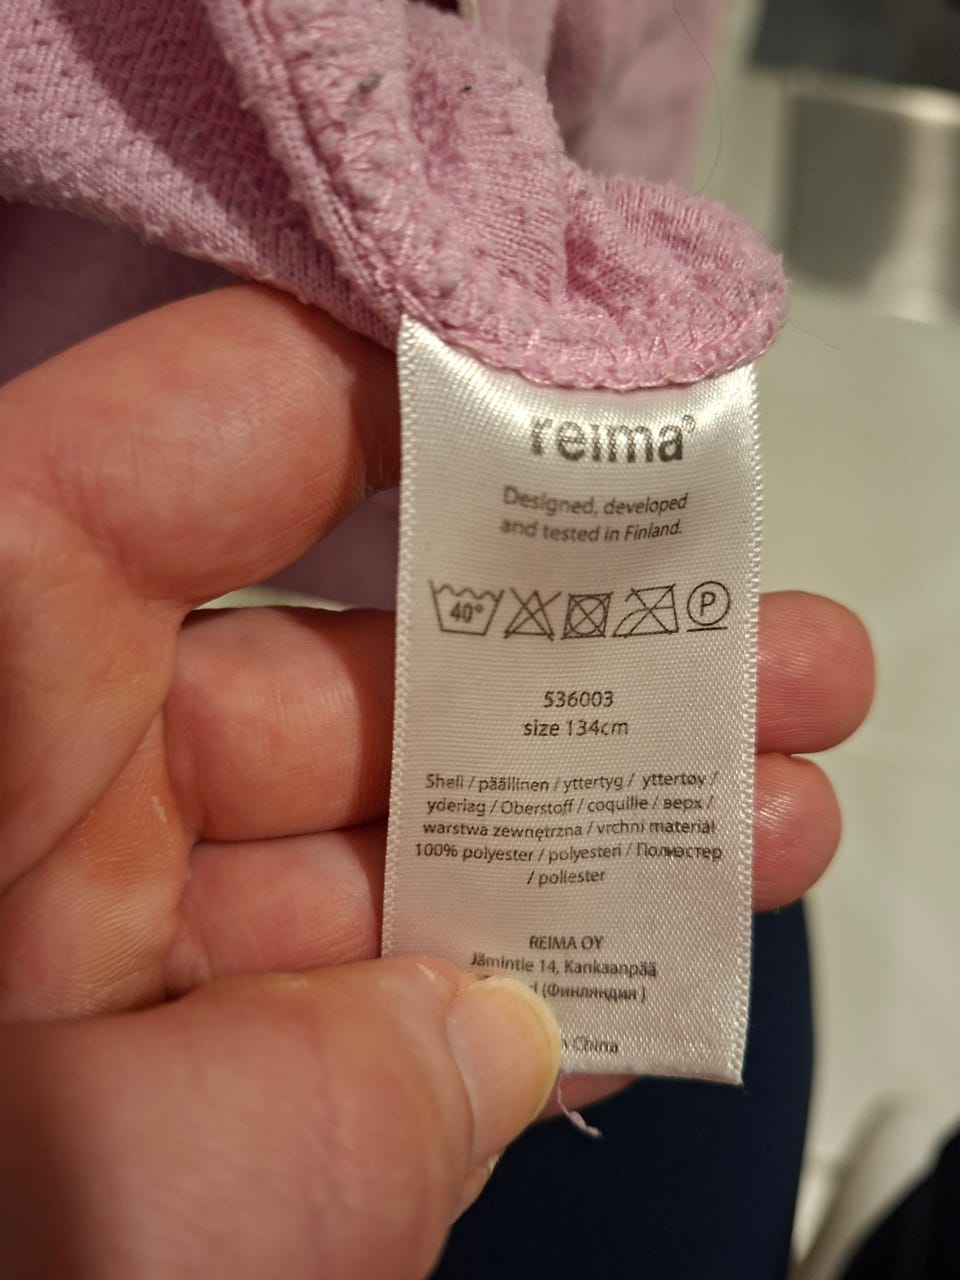 reima®
Designed, developed
and tested in Finland.
40°
P
536003
size 134cm
Shell / päällinen / yttertyg / yttertøy /
yderlag / Oberstoff / coquille / верх /
warstwa zewnętrzna / vrchní materiál
100% polyester / polyesteri / Полиэстер
/ poliester
REIMA OY
Jämintie 14, Kankaanpää
(Финляндия)
China